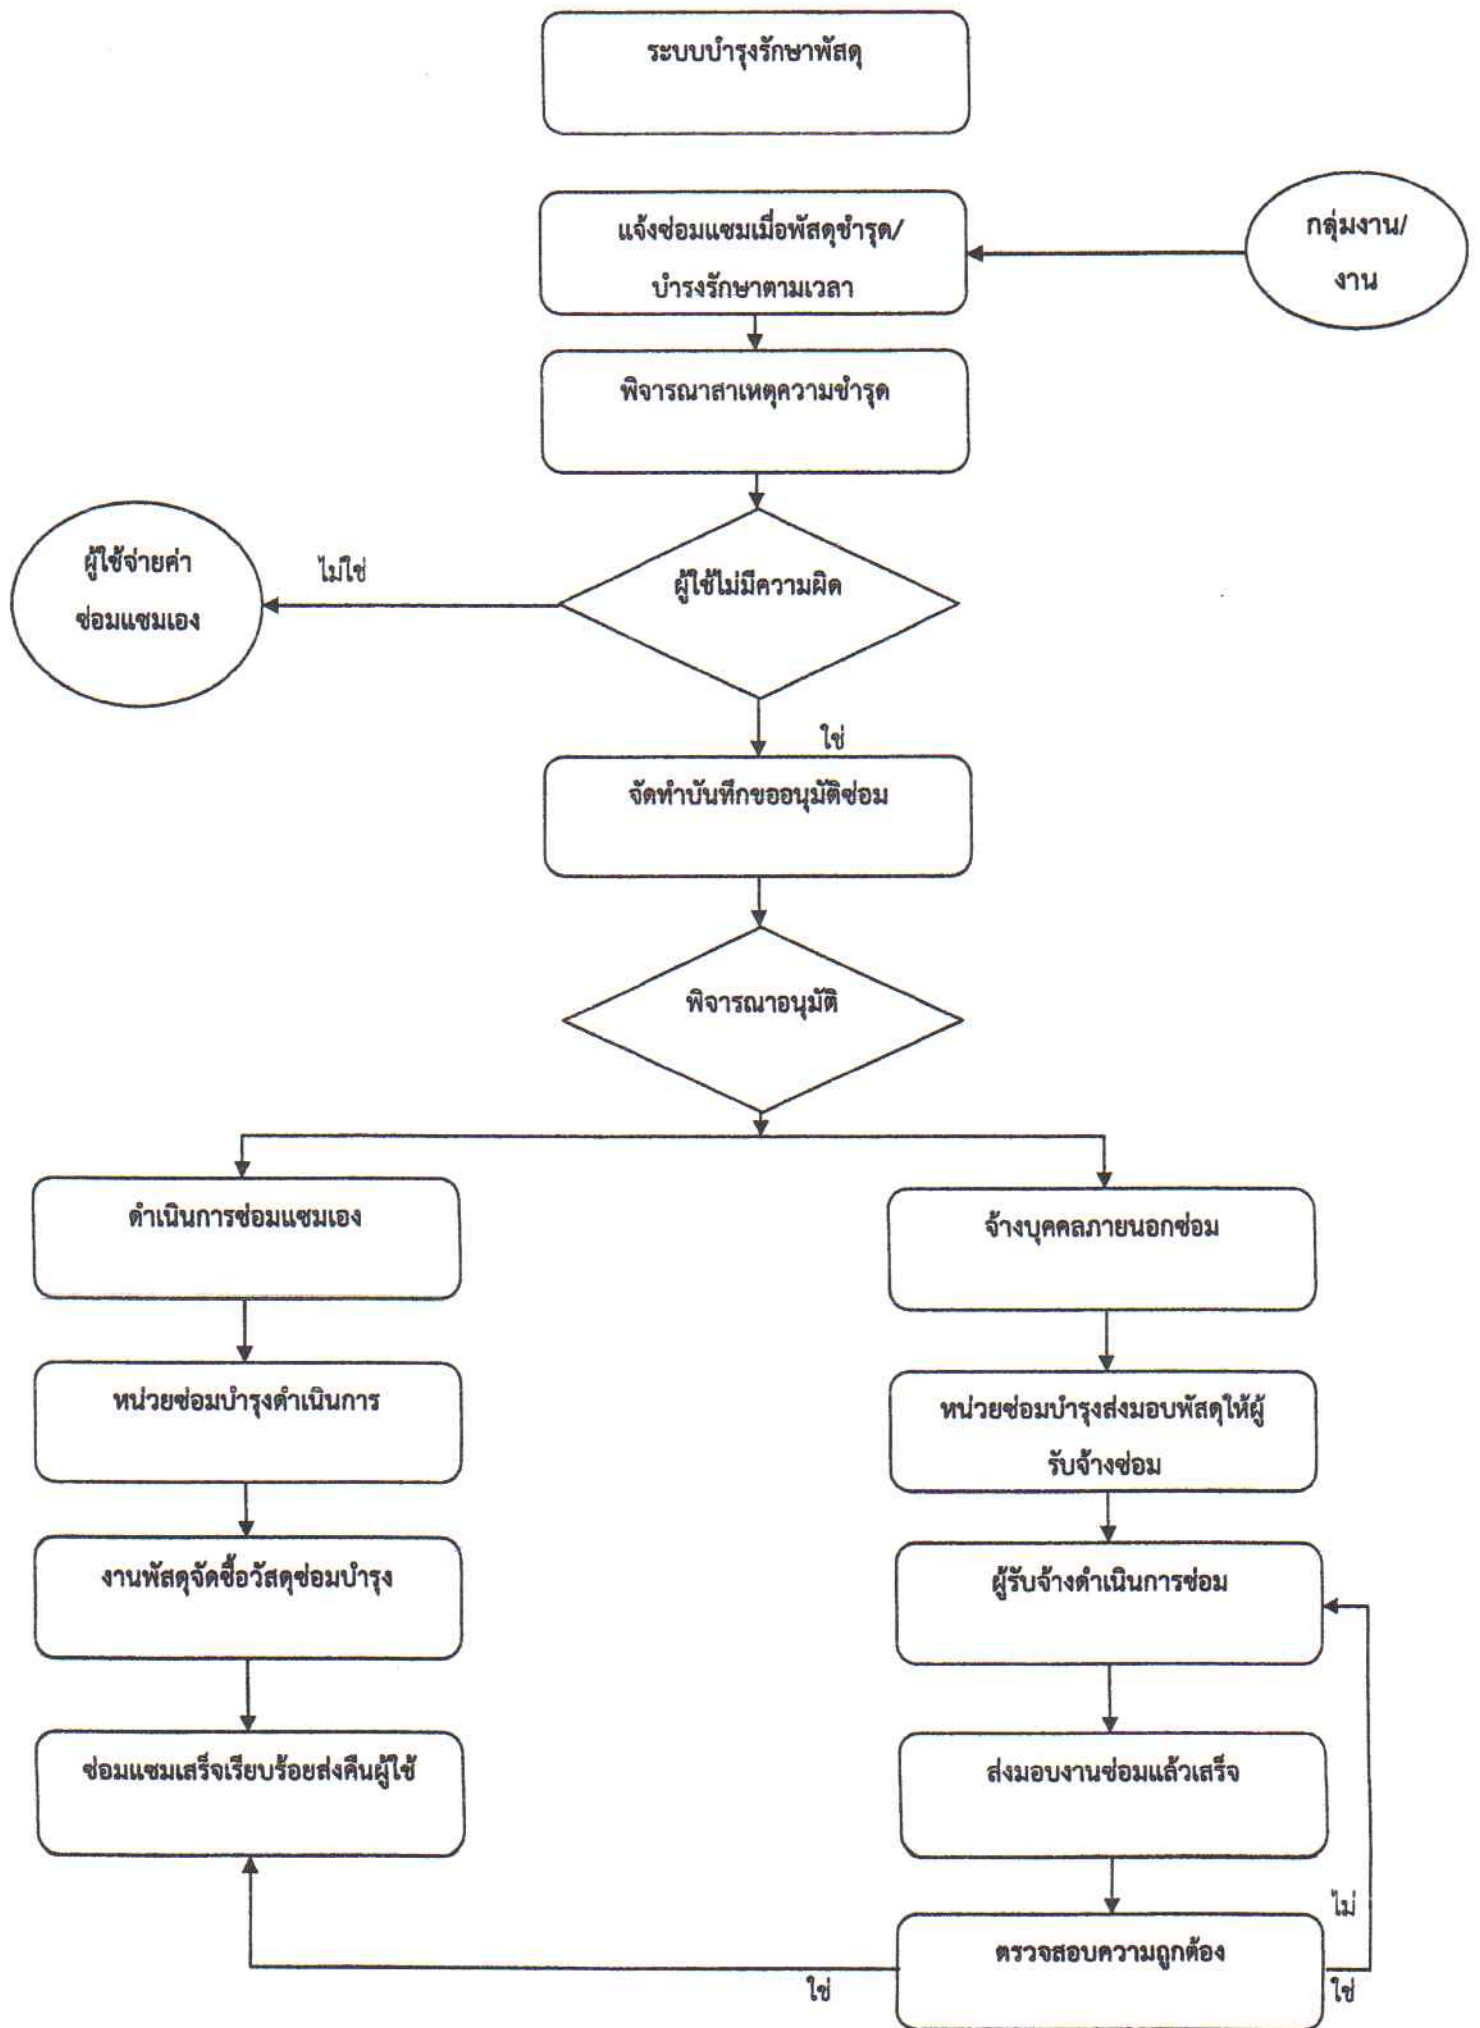 ระบบบำรุงรักษาพัสดุ
แจ้งซ่อมแซมเมื่อพัสดุชำรุด/
บำรงรักษาตามเวลา
กลุ่มงาน/
งาน
พิจารณาสาเหตุความชำรุด
ผู้ใช้ไม่มีความผิด
ไม่ใช่
ผู้ใช้จ่ายค่า
ซ่อมแซมเอง
ใช่
จัดทำบันทึกขออนุมัติซ่อม
พิจารณาอนุมัติ
ดำเนินการซ่อมแซมเอง
หน่วยซ่อมบำรุงดำเนินการ
งานพัสดุจัดซื้อวัสดุซ่อมบำรุง
ซ่อมแซมเสร็จเรียบร้อยส่งคืนผู้ใช้
จ้างบุคคลภายนอกซ่อม
หน่วยซ่อมบำรุงส่งมอบพัสดุให้ผู้
รับจ้างซ่อม
ผู้รับจ้างดำเนินการซ่อม
ส่งมอบงานซ่อมแล้วเสร็จ
ตรวจสอบความถูกต้อง
ไม่
ใช่
ใช่